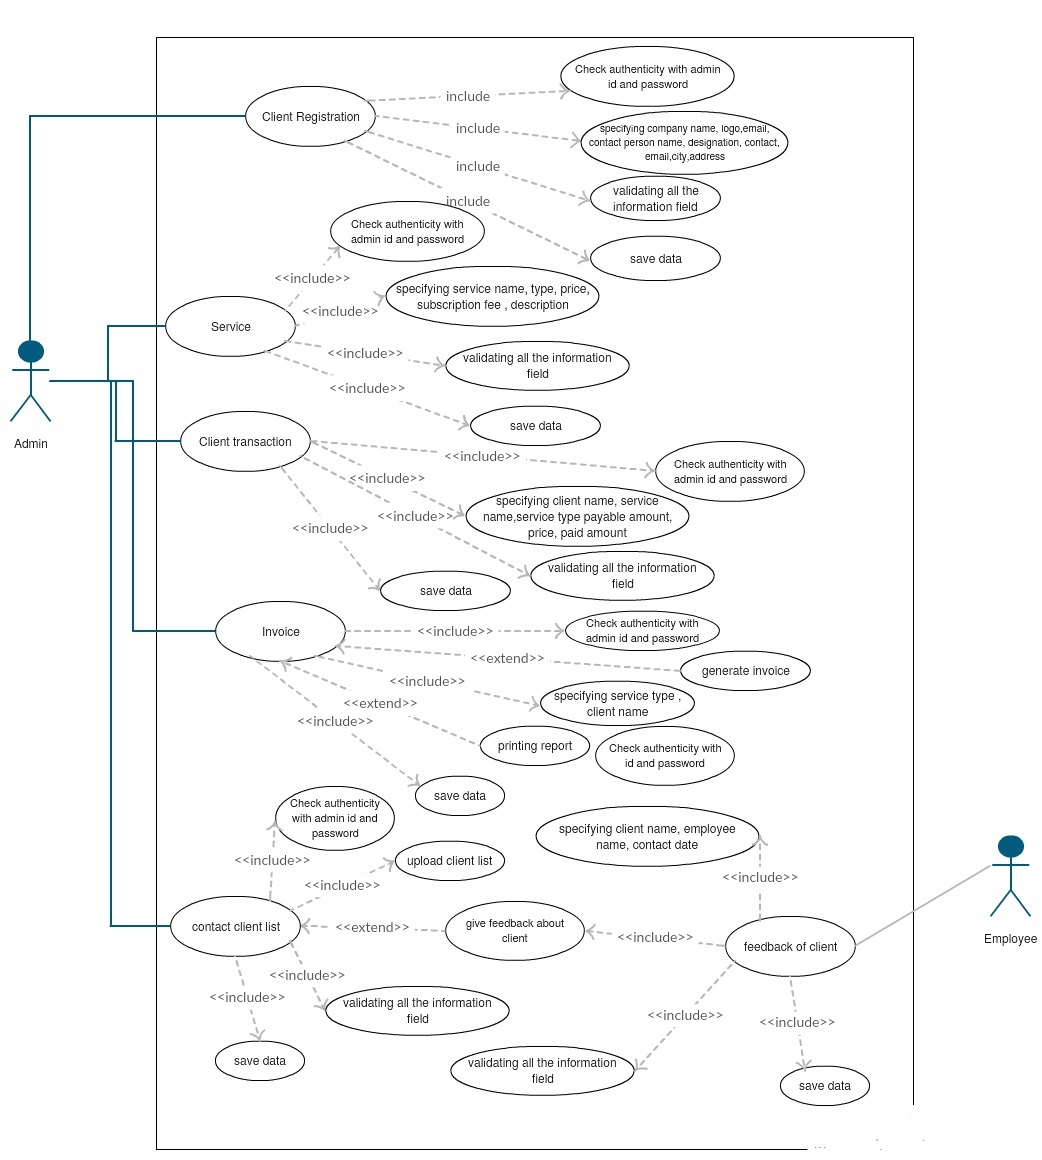 Check authenticity with admin
id and password
include
Client Registration
specifying company name, logo,email,
contact person name, designation, contact,
email,city,address
include
include
validating all the
information field
include
save data
Check authenticity with
admin id and password
<<include>>
specifying service name, type, price,
subscription fee , description
<<include>>
Service
<<include>>
validating all the information
field
<<include>>
save data
Admin
Client transaction
<<include>>
Check authenticity with
admin id and password
<<include>>
specifying client name, service
name,service type payable amount,
price, paid amount
<<include>>
<<include>>
validating all the information
field
save data
Invoice
<<include>>
Check authenticity with
admin id and password
<<extend>>
generate invoice
<<include>>
specifying service type ,
client name
<<extend>>
<<include>>
printing report
Check authenticity with
id and password
save data
Check authenticity
with admin id and
password
specifying client name, employee
name, contact date
<<include>>
upload client list
<<include>>
<<include>>
contact client list
<<extend>>
give feedback about
client
<<include>>
feedback of client
Employee
<<include>>
<<include>>
validating all the information
field
<<include>>
<<include>>
save data
validating all the information
field
save data